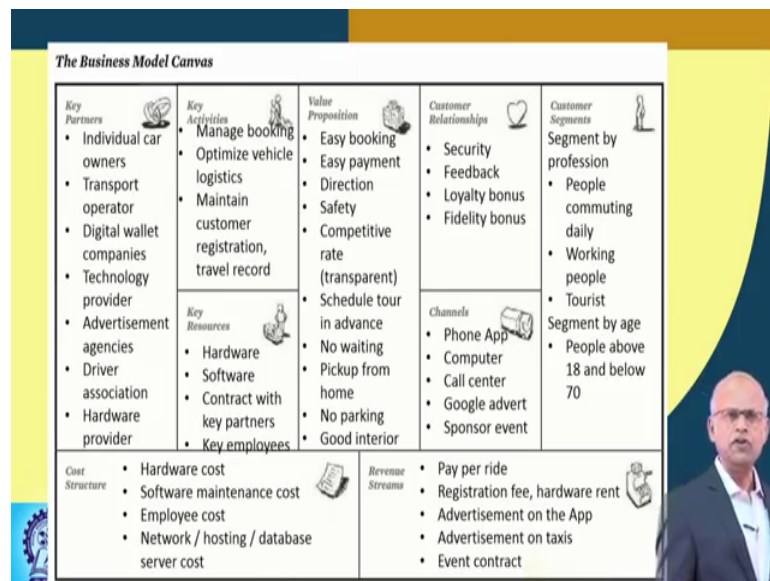 The Business Model Canvas
Key
Partners
• Individual car
owners
• Transport
operator
• Digital wallet
companies
• Technology
provider
• Advertisement
agencies
• Driver
association
• Hardware
provider
Key
Activities
• Manage booking
• Optimize vehicle
logistics
• Maintain
customer
registration,
travel record
Key
Resources
• Hardware
• Software
• Contract with
key partners
• Key employees
Value
Proposition
• Easy booking
• Easy payment
• Direction
• Safety
• Competitive
rate
(transparent)
• Schedule tour
in advance
• No waiting
• Pickup from
home
• No parking
• Good interior
Customer
Relationships
• Security
• Feedback
• Loyalty bonus
• Fidelity bonus
Channels
• Phone App
• Computer
• Call center
• Google advert
• Sponsor event
Customer
Segments
Segment by
profession
• People
commuting
daily
• Working
people
• Tourist
Segment by age
• People above
18 and below
70
Cost
Structure
• Hardware cost
• Software maintenance cost
• Employee cost
• Network / hosting / database
server cost
Revenue
Streams
• Pay per ride
• Registration fee, hardware rent
• Advertisement on the App
• Advertisement on taxis
• Event contract